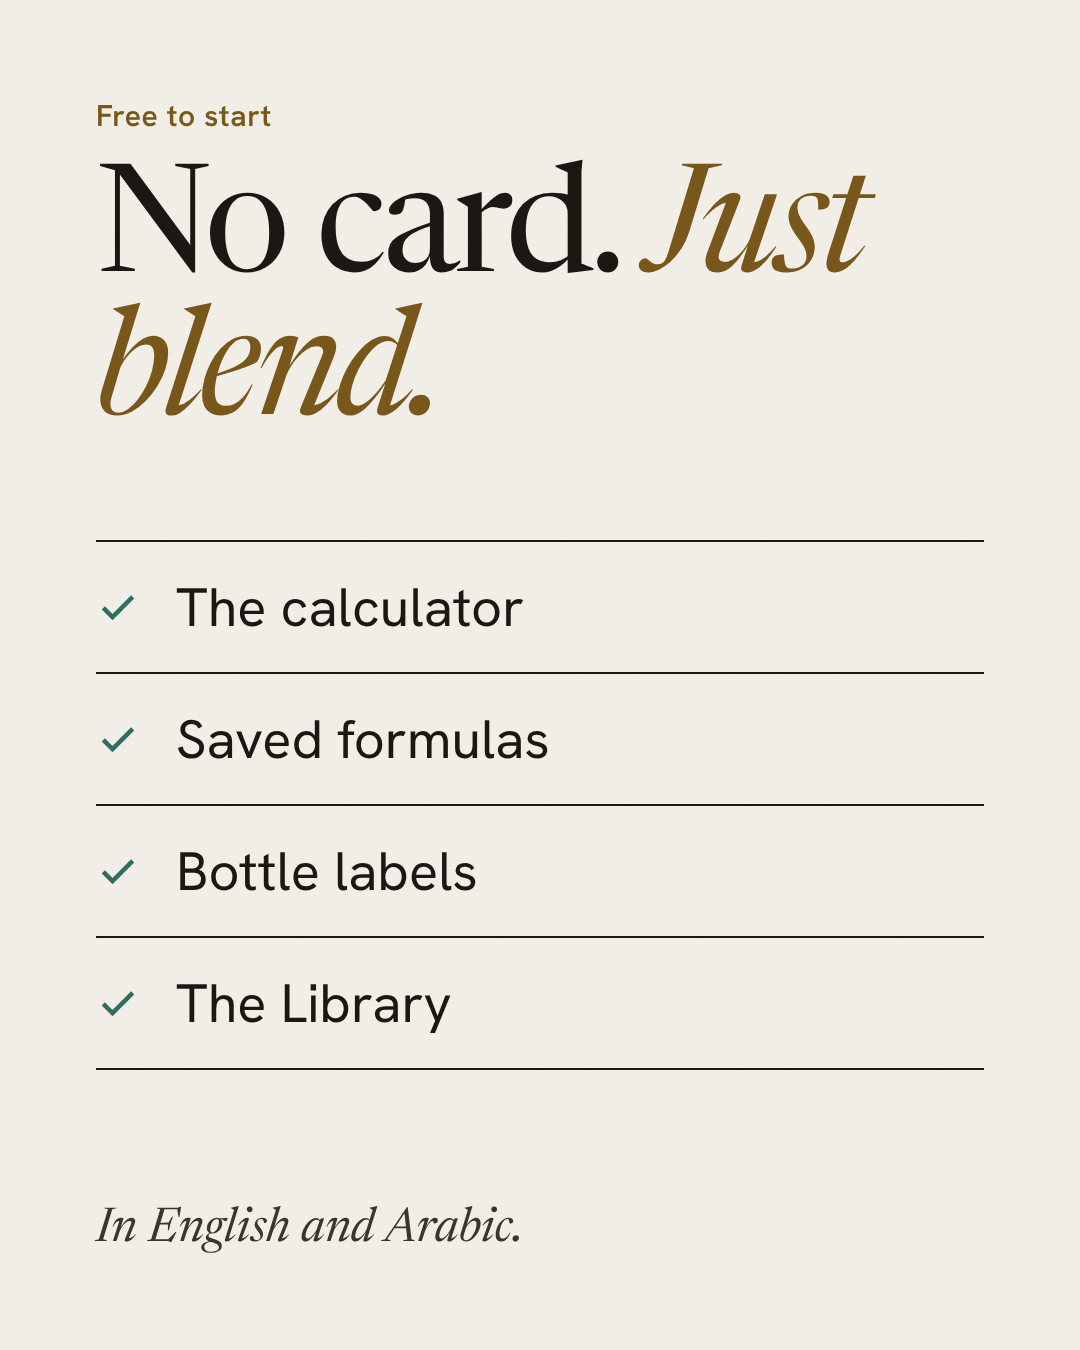 Free to start
No card. Just
blend.
The calculator
Saved formulas
Bottle labels
The Library
In English and Arabic.